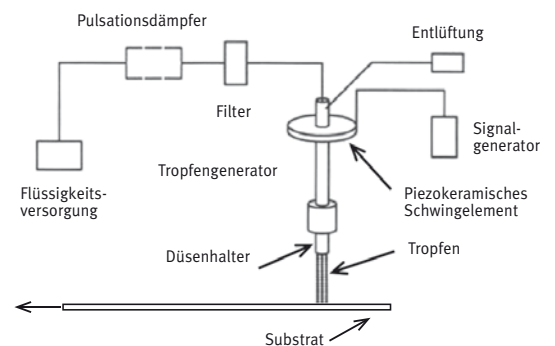 Pulsationsdämpfer
Entlüftung
Filter
Signal-
generator
Tropfengenerator
Flüssigkeits-
versorgung
Piezokeramisches
Schwingelement
Düsenhalter
Tropfen
Substrat